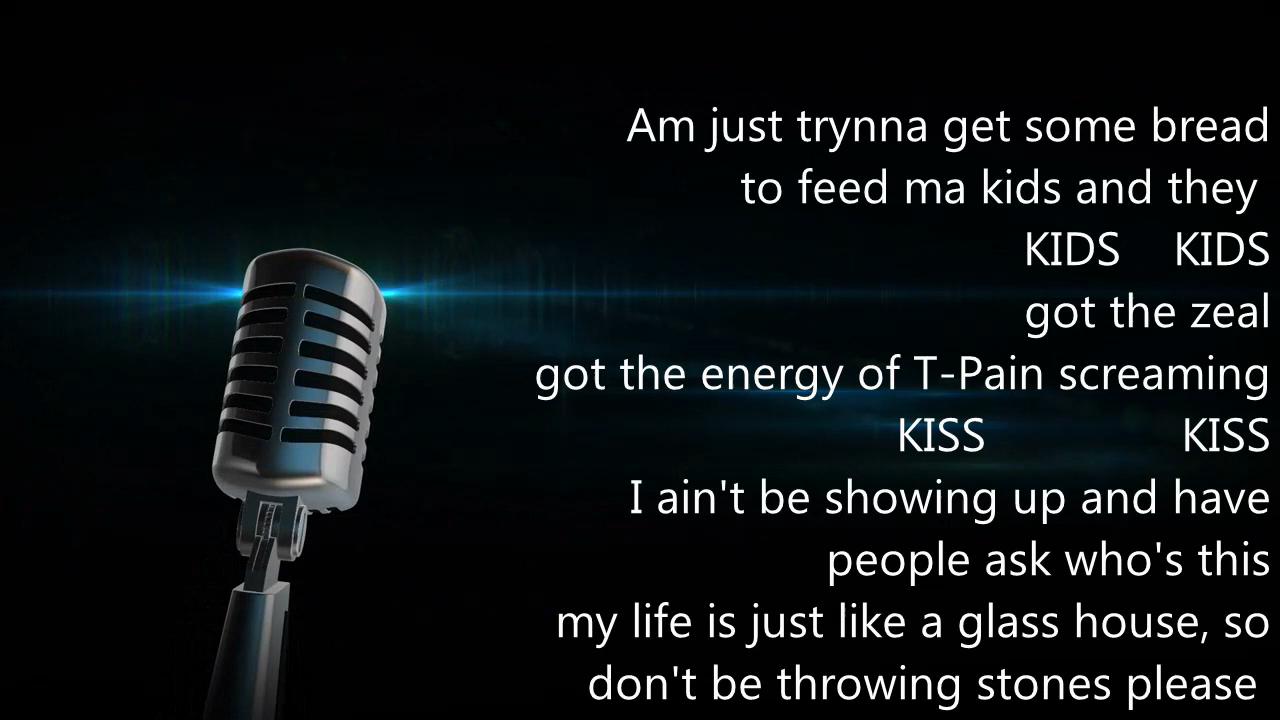 Am just trynna get some bread
to feed ma kids and they
KIDS KIDS
got the zeal
got the energy of T-Pain screaming
KISS KISS
I ain't be showing up and have
people ask who's this
my life is just like a glass house, so
don't be throwing stones please